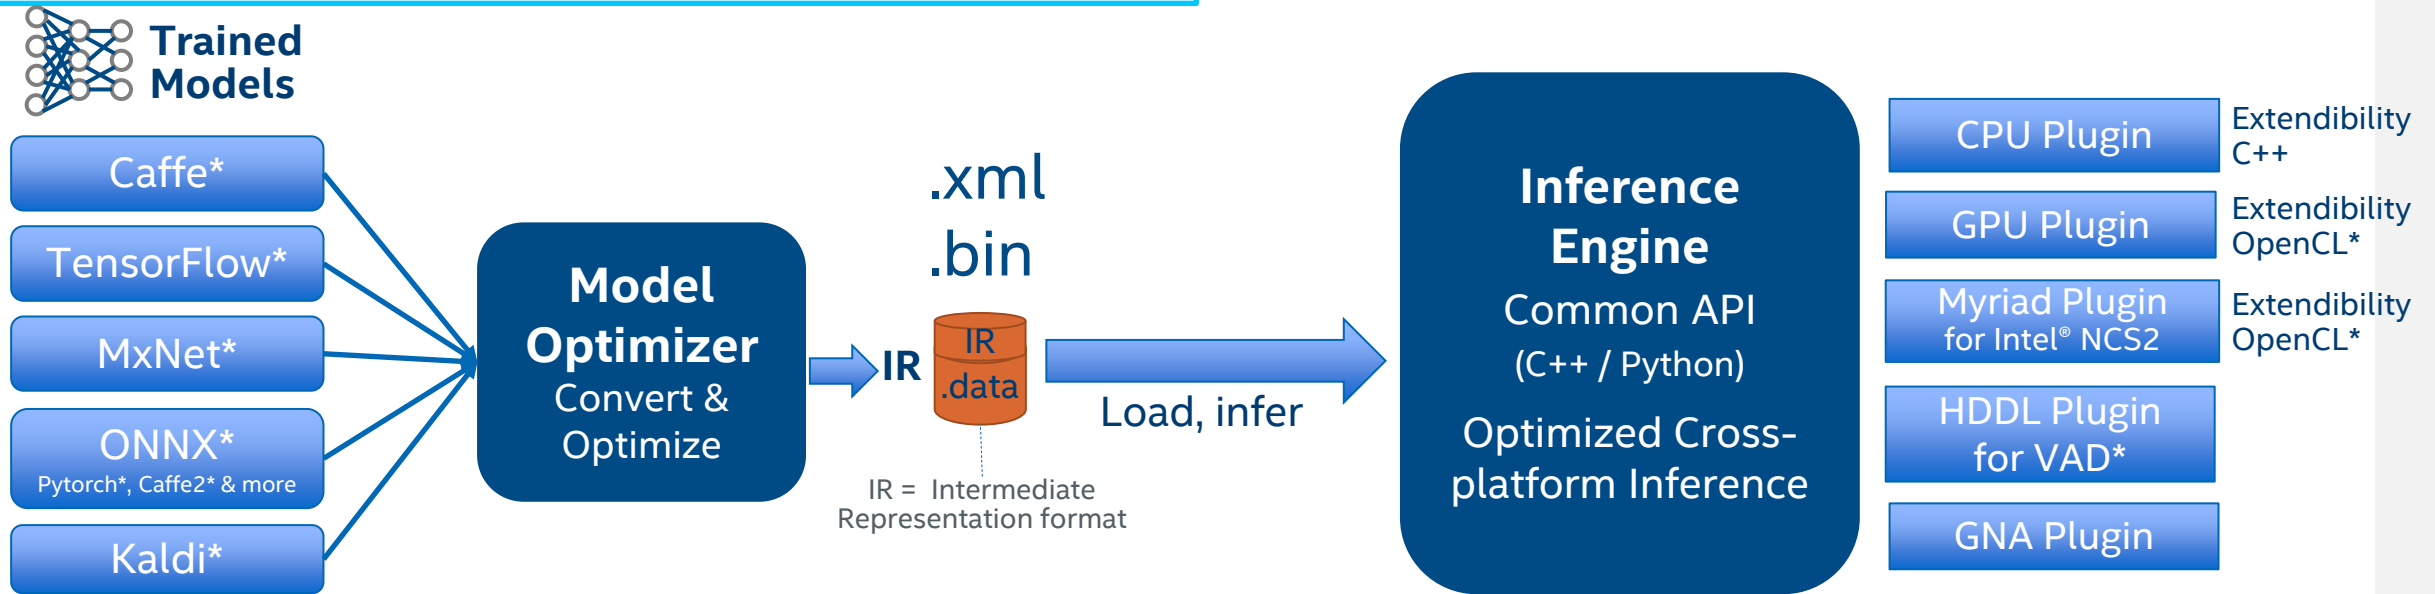 Trained
Models
Caffe*
TensorFlow*
MxNet*
ONNX*
Pytorch*, Caffe2* & more
Kaldi*
Model
Optimizer
Convert &
Optimize
.xml
.bin
IR
IR
.data
IR = Intermediate
Representation format
Load, infer
Inference
Engine
Common API
(C++ / Python)
Optimized Cross-
platform Inference
CPU Plugin
Extendibility
C++
GPU Plugin
Extendibility
OpenCL*
Myriad Plugin
for Intel® NCS2
Extendibility
OpenCL*
HDDL Plugin
for VAD*
GNA Plugin